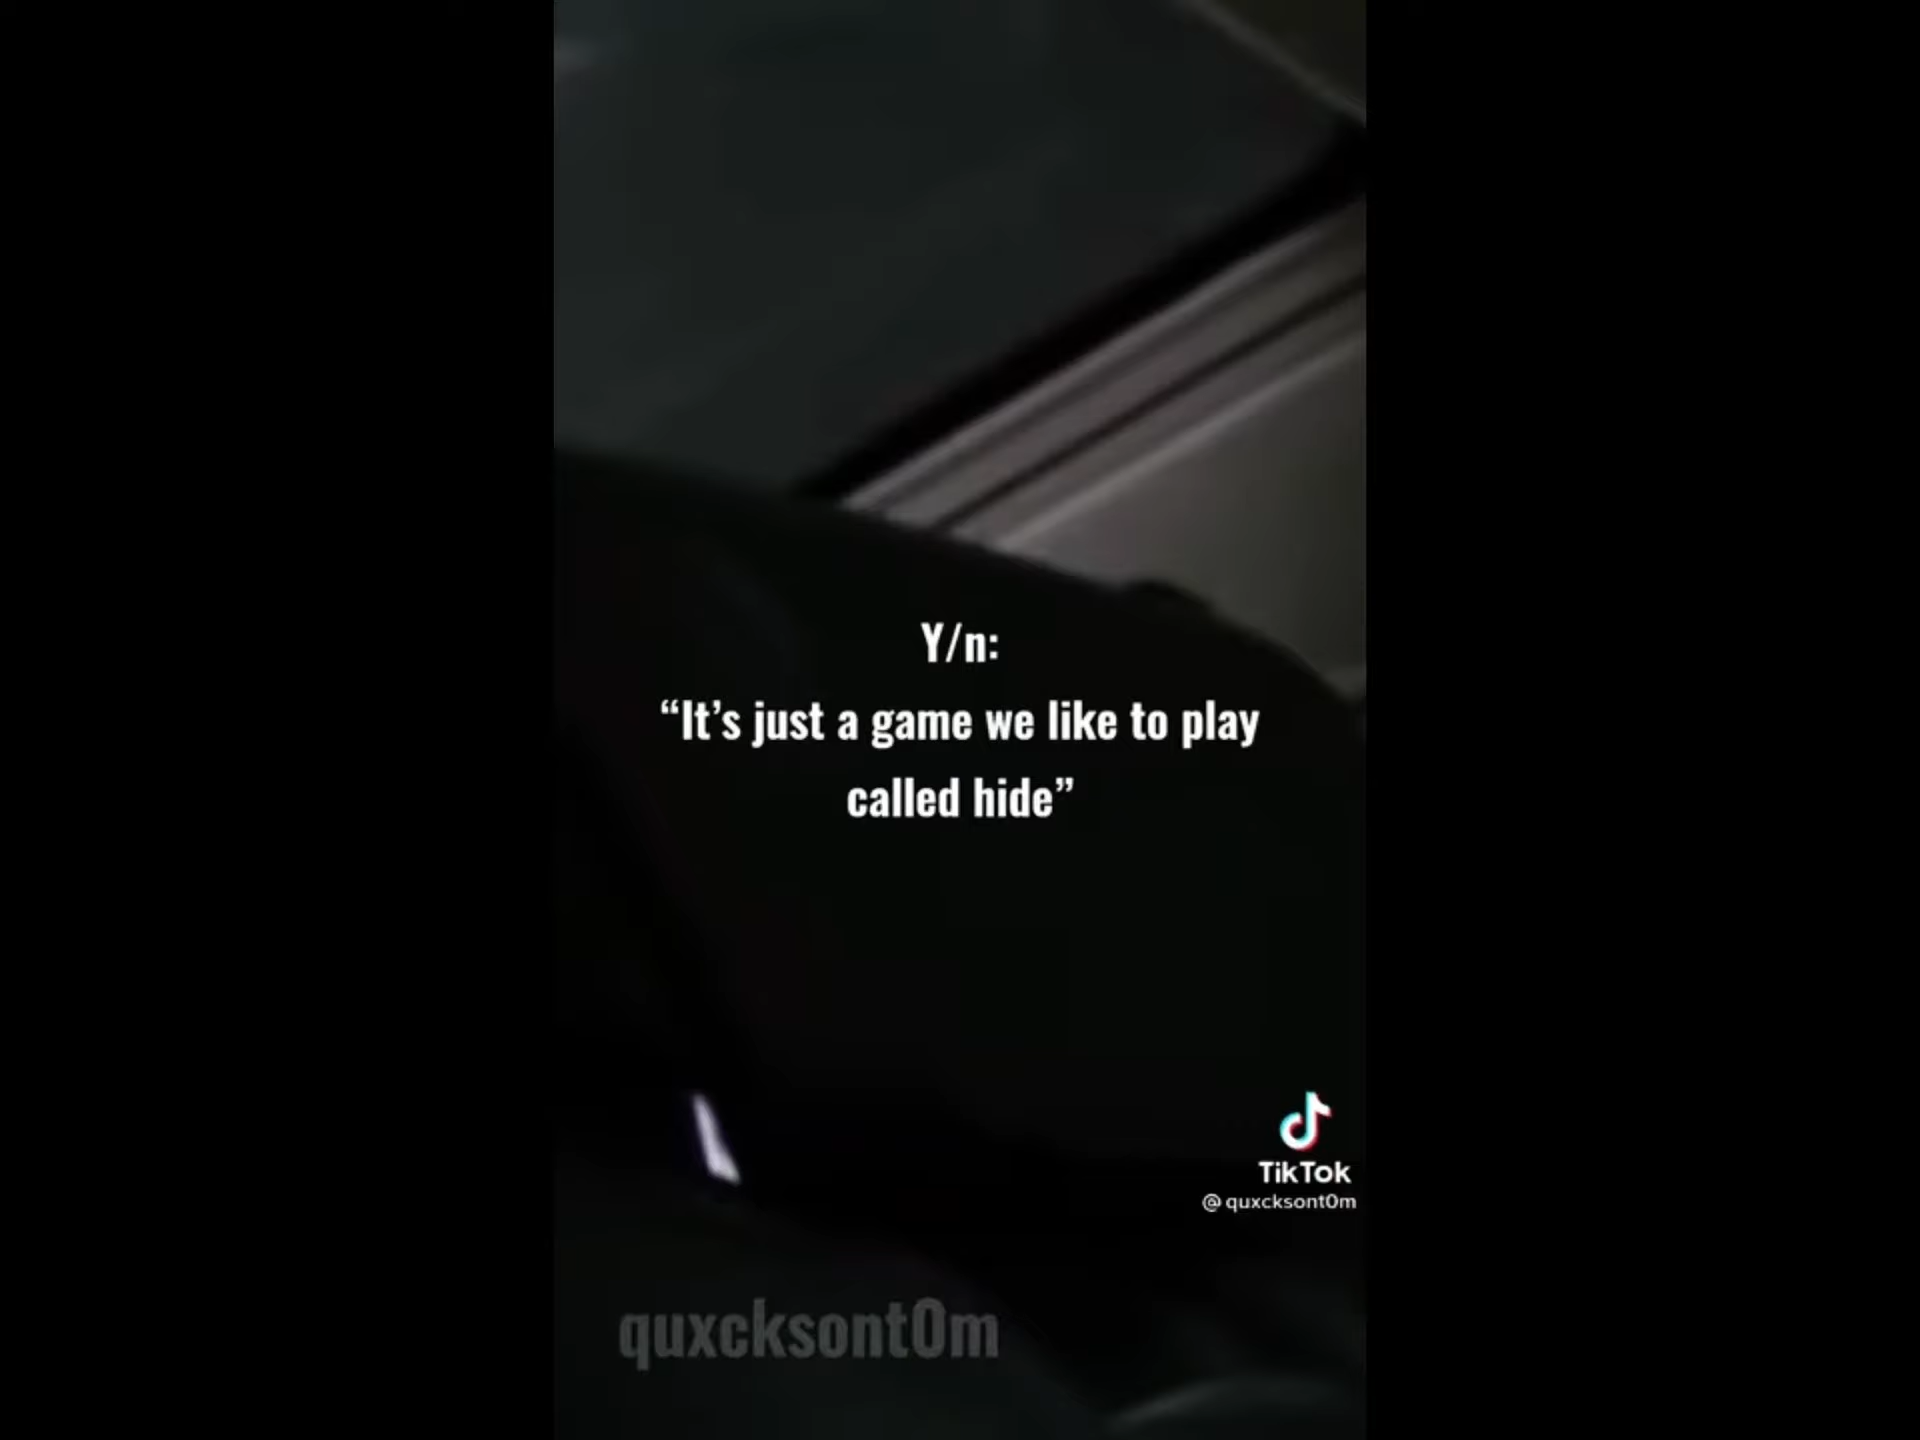 Y/n:
“It’s just a game we like to play
called hide”
TikTok
@quxcksont0m
quxcksont0m